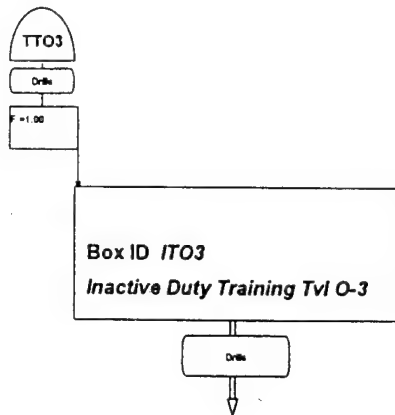 TTO3
Drills
F =1.00
Box ID ITO3
Inactive Duty Training Tvl O-3
Drills